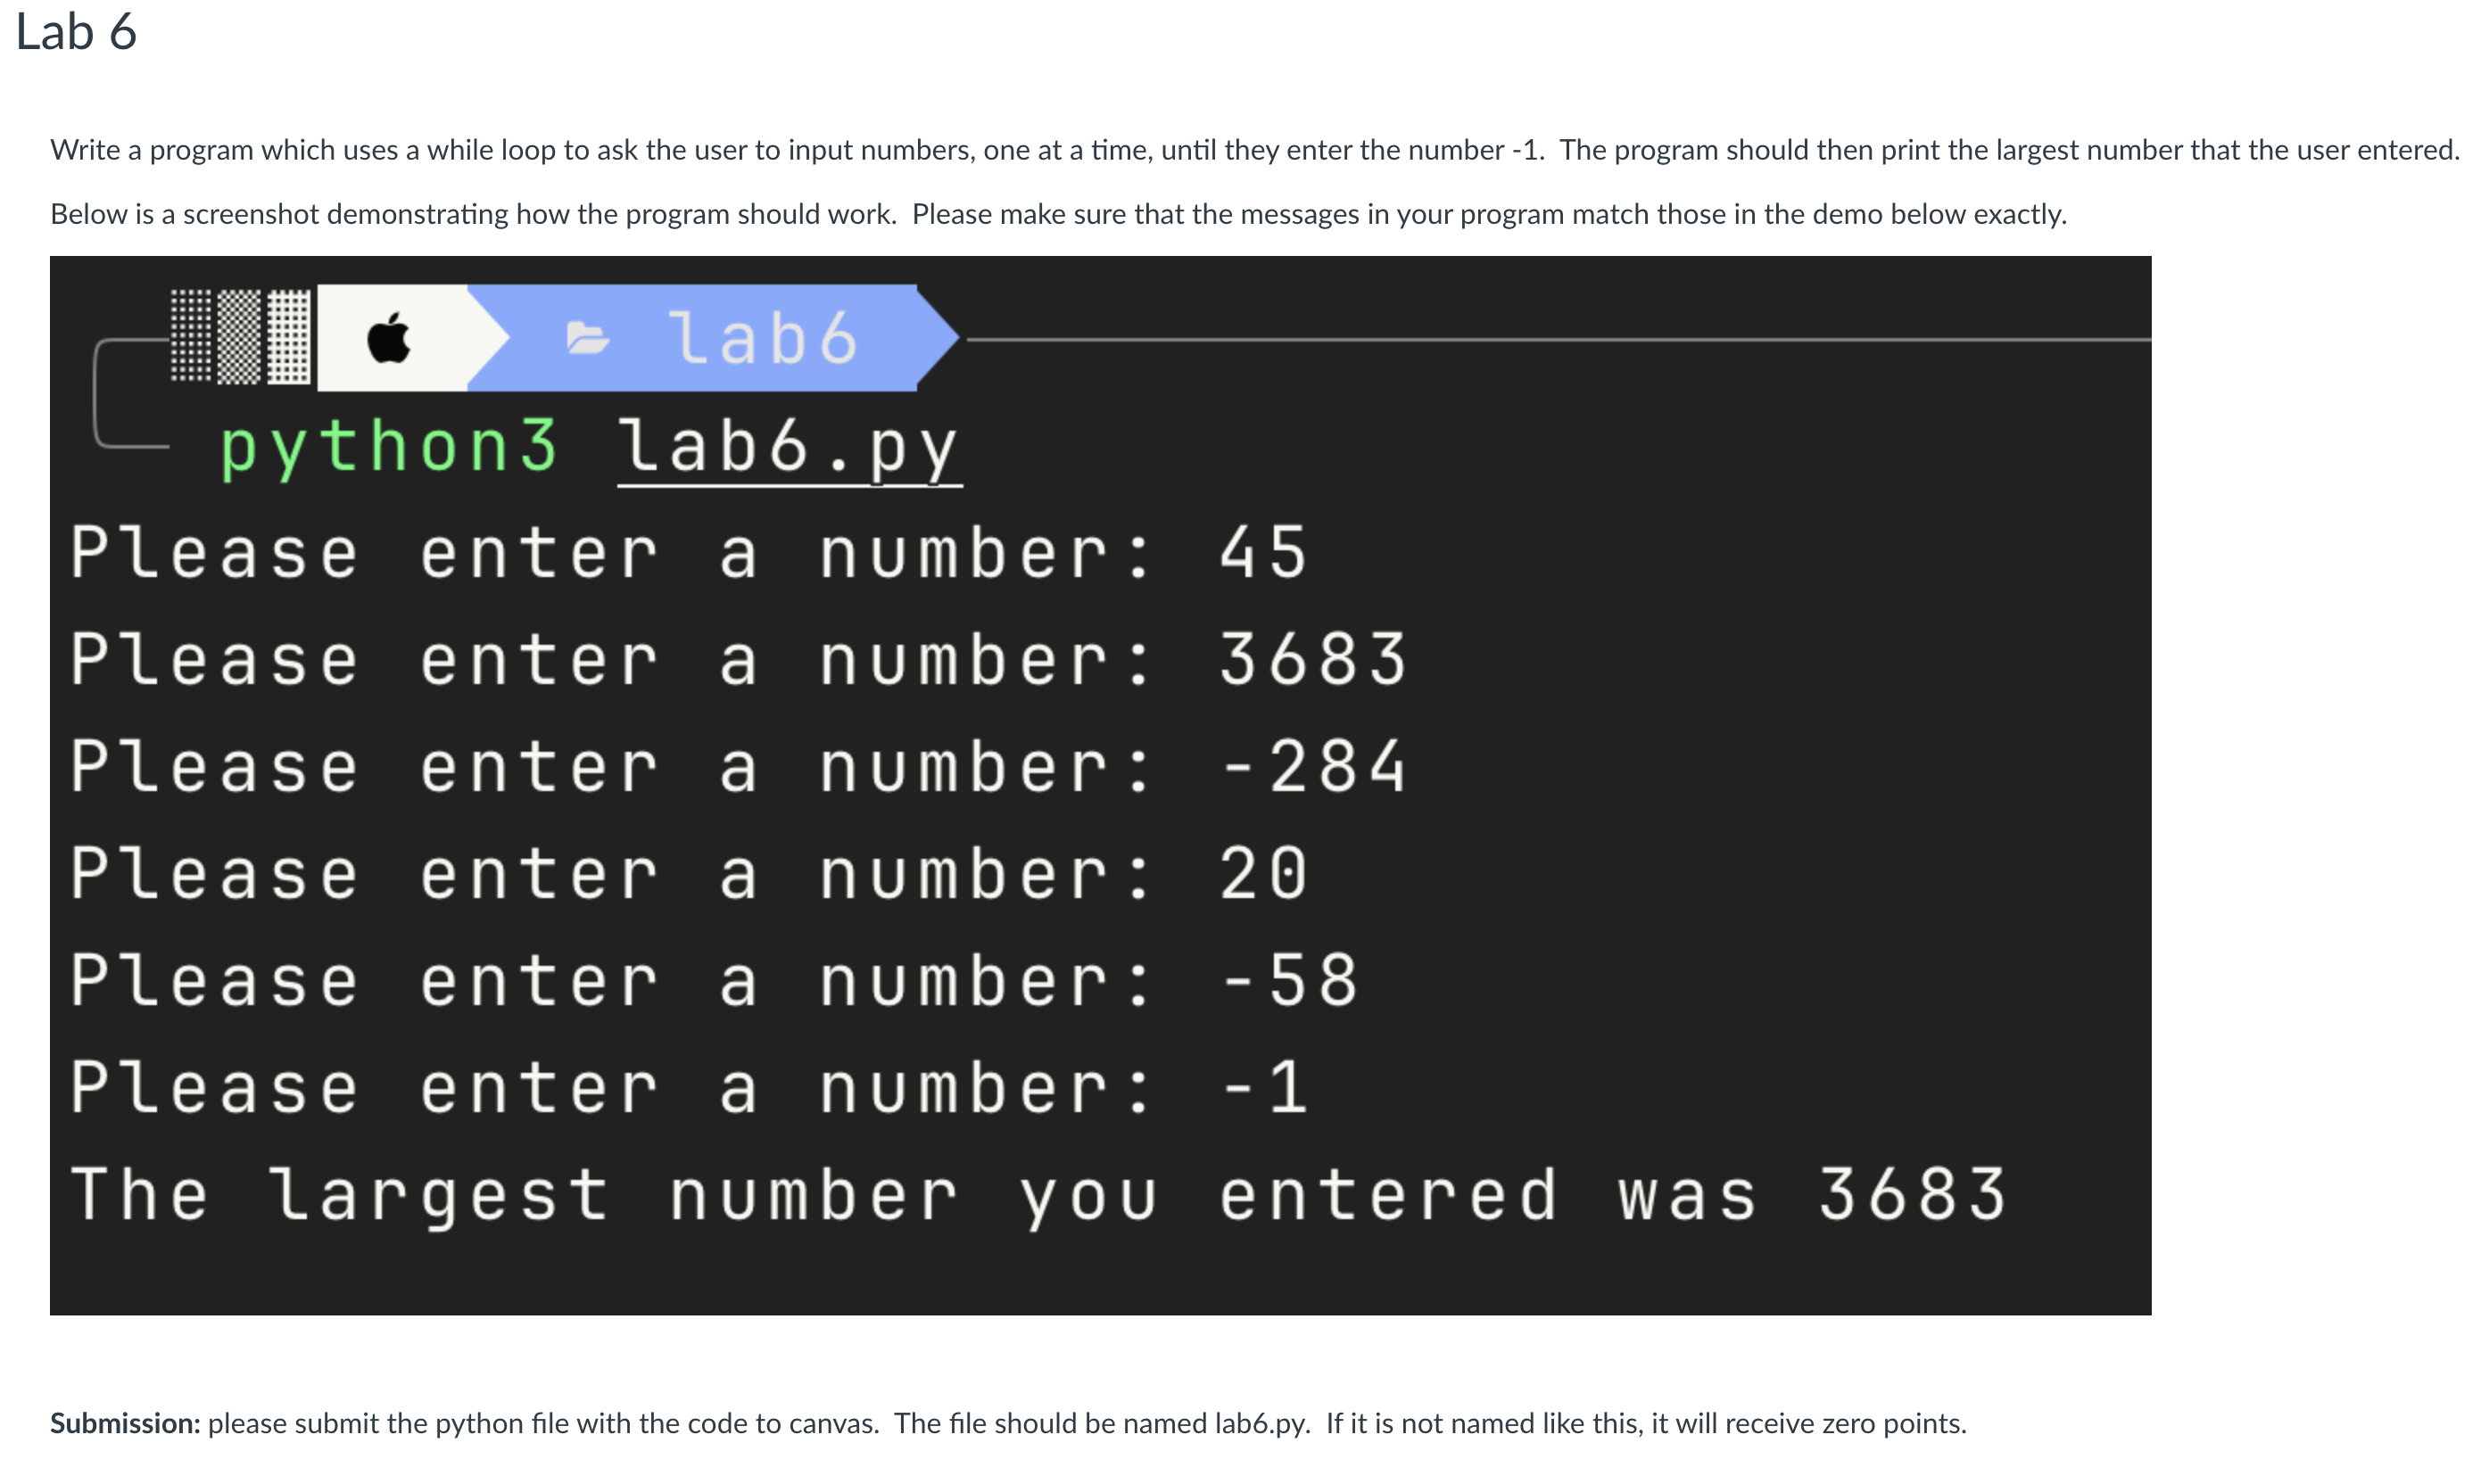 Lab 6
Write a program which uses a while loop to ask the user to input numbers, one at a time, until they enter the number -1.  The program should then print the largest number that the user entered.
Below is a screenshot demonstrating how the program should work.  Please make sure that the messages in your program match those in the demo below exactly.
lab6
python3 lab6.py
Please enter a number: 45
Please enter a number: 3683
Please enter a number: -284
Please enter a number: 20
Please enter a number: -58
Please enter a number: -1
The largest number you entered was 3683
Submission: please submit the python file with the code to canvas.  The file should be named lab6.py.  If it is not named like this, it will receive zero points.